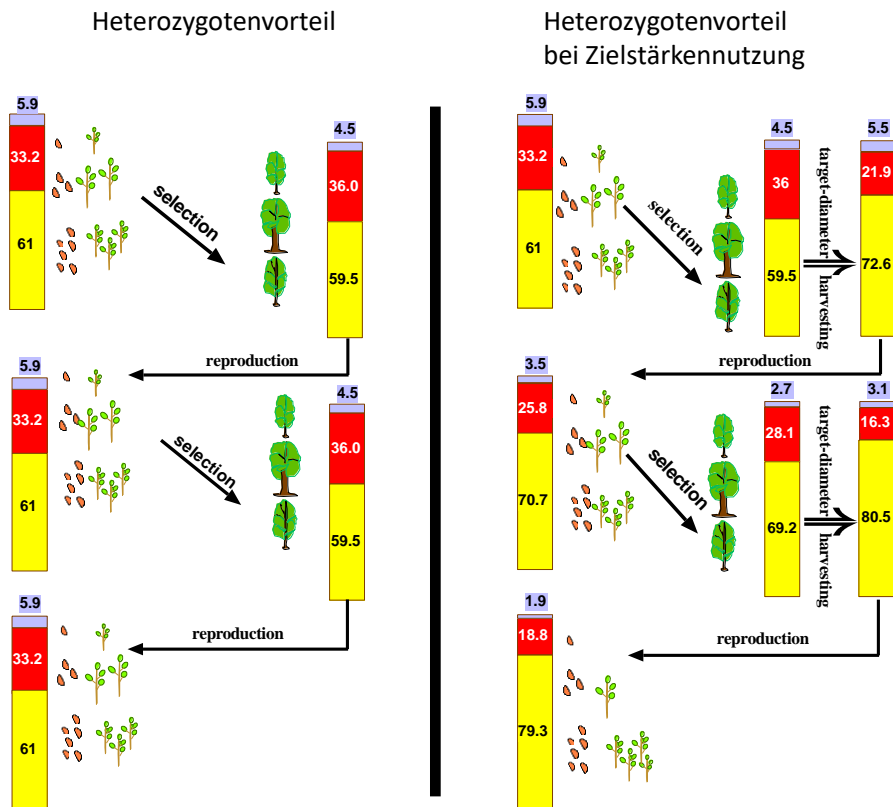 Heterozygotenvorteil
5.9
33.2
61
selection
4.5
36.0
59.5
reproduction
5.9
33.2
61
selection
4.5
36.0
59.5
reproduction
5.9
33.2
61
Heterozygotenvorteil
bei Zielstärkennutzung
5.9
33.2
61
selection
4.5
36
59.5
target-diameter
harvesting
5.5
21.9
72.6
reproduction
3.5
25.8
70.7
selection
2.7
28.1
69.2
target-diameter
harvesting
3.1
16.3
80.5
reproduction
1.9
18.8
79.3